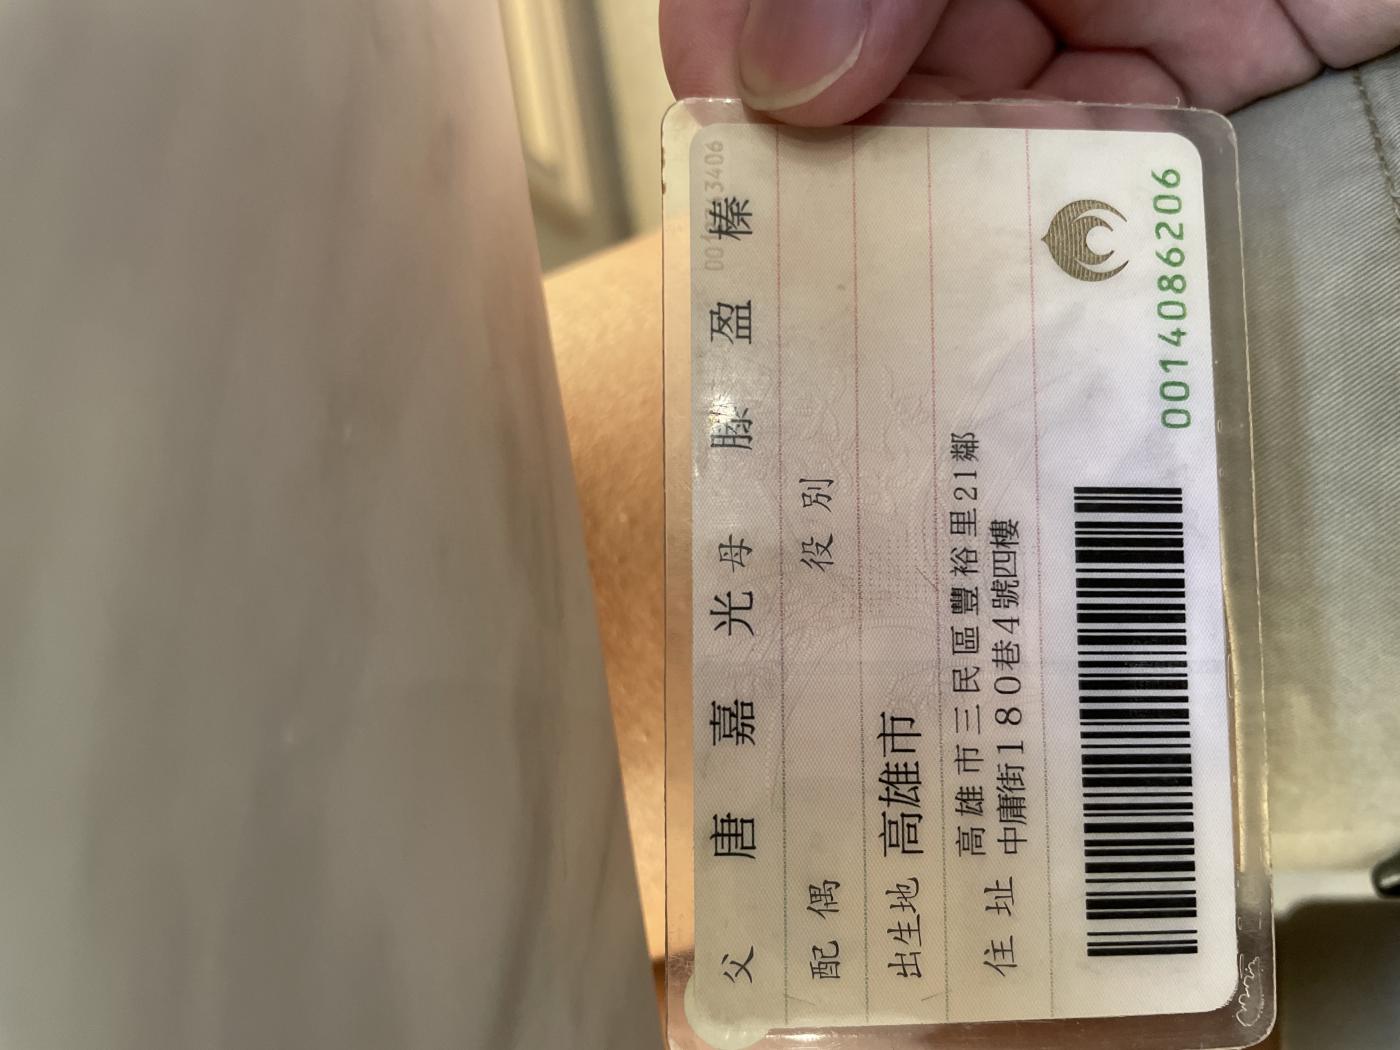 父 唐 嘉 光 母 滕 盈 榛
配偶 役別
出生地 高雄市
住址 高雄市三民區豐裕里21鄰
中庸街180巷4號四樓
0014086206